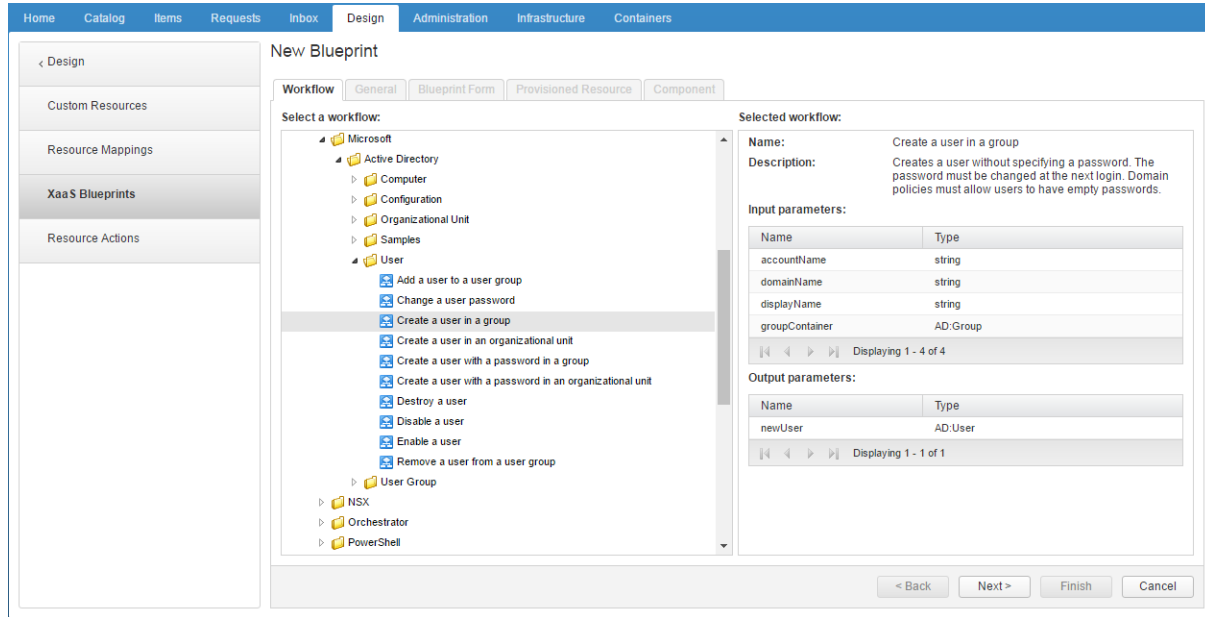 Home Catalog Items Requests Inbox Design Administration Infrastructure Containers
< Design
Custom Resources
Resource Mappings
XaaS Blueprints
Resource Actions
New Blueprint
Workflow General Blueprint Form Provisioned Resource Component
Select a workflow:
Microsoft
Active Directory
Computer
Configuration
Organizational Unit
Samples
User
Add a user to a user group
Change a user password
Create a user in a group
Create a user in an organizational unit
Create a user with a password in a group
Create a user with a password in an organizational unit
Destroy a user
Disable a user
Enable a user
Remove a user from a user group
User Group
NSX
Orchestrator
PowerShell
Selected workflow:
Name: Create a user in a group
Description: Creates a user without specifying a password. The
password must be changed at the next login. Domain
policies must allow users to have empty passwords.
Input parameters:
Name Type
accountName string
domainName string
displayName string
groupContainer AD:Group
Displaying 1 - 4 of 4
Output parameters:
Name Type
newUser AD:User
Displaying 1 - 1 of 1
< Back Next > Finish Cancel